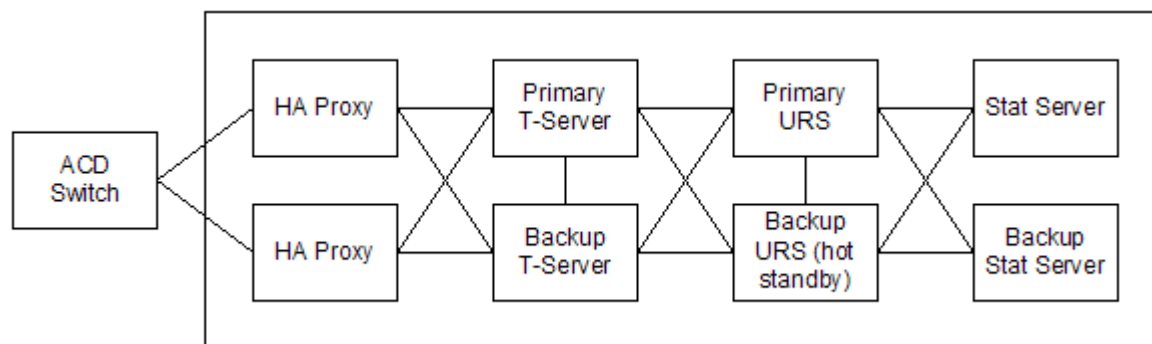 HA Proxy
Primary
T-Server
Primary
URS
Stat Server
ACD
Switch
HA Proxy
Backup
T-Server
Backup
URS (hot
standby)
Backup
Stat Server